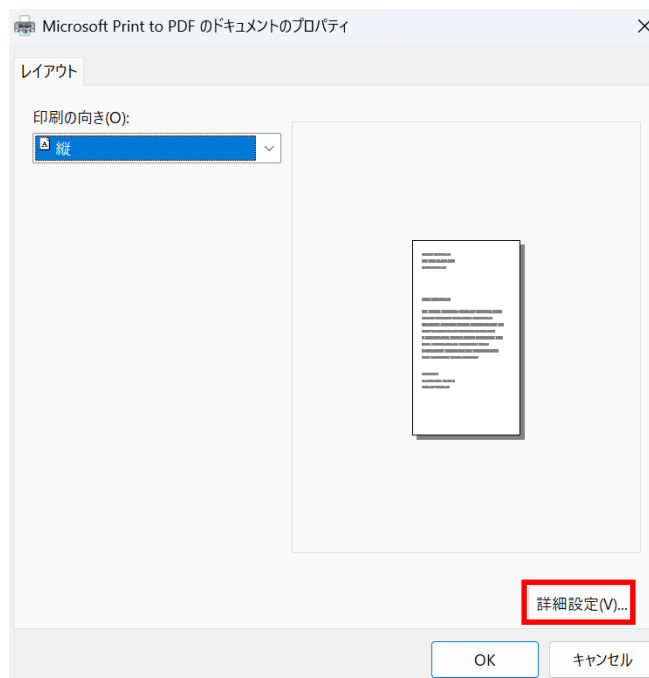 Microsoft Print to PDF のドキュメントのプロパティ
レイアウト
印刷の向き(O):
A 縦
詳細設定(V)...
OK
キャンセル